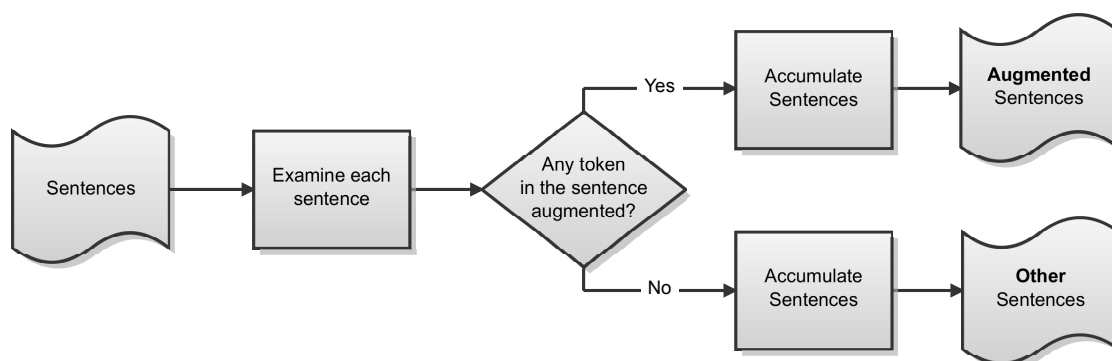 Sentences
Examine each
sentence
Any token
in the sentence
augmented?
Yes
Accumulate
Sentences
Augmented
Sentences
No
Accumulate
Sentences
Other
Sentences